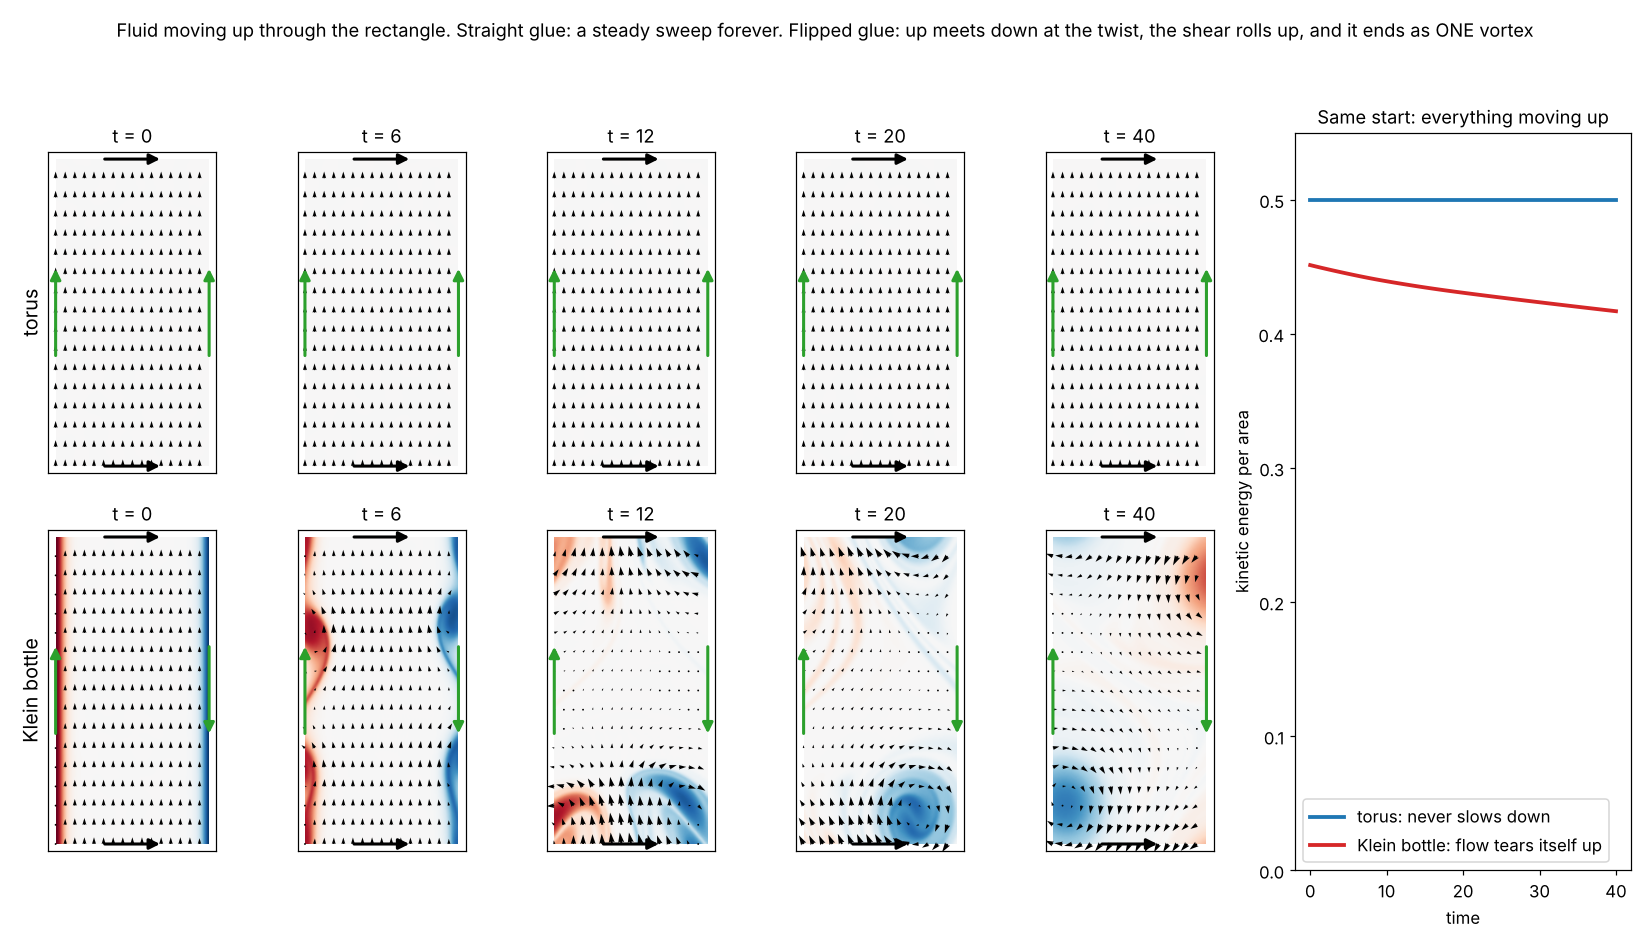 Fluid moving up through the rectangle. Straight glue: a steady sweep forever. Flipped glue: up meets down at the twist, the shear rolls up, and it ends as ONE vortex
t = 0
t = 6
t = 12
t = 20
t = 40
torus
t = 0
t = 6
t = 12
t = 20
t = 40
Klein bottle
Same start: everything moving up
kinetic energy per area
0.5
0.4
0.3
0.2
0.1
0.0
torus: never slows down
Klein bottle: flow tears itself up
0
10
20
30
40
time